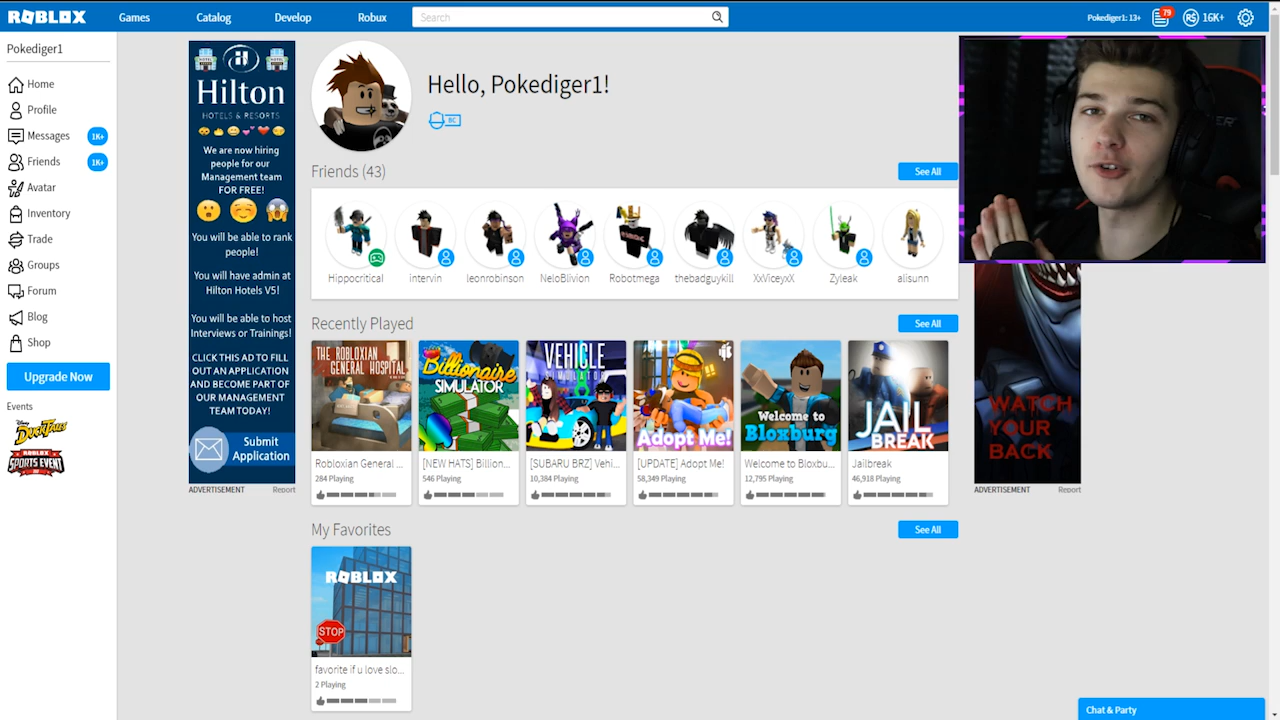 ROBLOX
Games
Catalog
Develop
Robux
Search
Pokediger1: 13+
79
16K+
Pokediger1
Home
Profile
Messages 1K+
Friends 1K+
Avatar
Inventory
Trade
Groups
Forum
Blog
Shop
Upgrade Now
Events
Disney
DUCKTALES
ROBLOX
SPORTS EVENT
Hilton
HOTELS & RESORTS
We are now hiring
people for our
Management team
FOR FREE!
You will be able to rank
people!
You will have admin at
Hilton Hotels V5!
You will be able to host
Interviews or Trainings!
CLICK THIS AD TO FILL
OUT AN APPLICATION
AND BECOME PART OF
OUR MANAGEMENT
TEAM TODAY!
Submit
Application
ADVERTISEMENT
Report
Hello, Pokediger1!
BC
Friends (43)
See All
Hippocritical
intervin
leonrobinson
NeloBlivion
Robotmega
thebadguykill
XxViceyxX
Zyleak
alisunn
Recently Played
See All
THE ROBLOXIAN
GENERAL HOSPITAL
Billionaire
SIMULATOR
VEHICLE
SIMULATOR
Adopt Me!
Welcome to
Bloxburg
JAIL
BREAK
Robloxian General ...
284 Playing
[NEW HATS] Billion...
546 Playing
[SUBARU BRZ] Vehi...
10,384 Playing
[UPDATE] Adopt Me!
58,349 Playing
Welcome to Bloxbu...
12,795 Playing
Jailbreak
46,918 Playing
My Favorites
See All
ROBLOX
STOP
favorite if u love slo...
2 Playing
WATCH
YOUR
BACK
ADVERTISEMENT
Report
Chat & Party